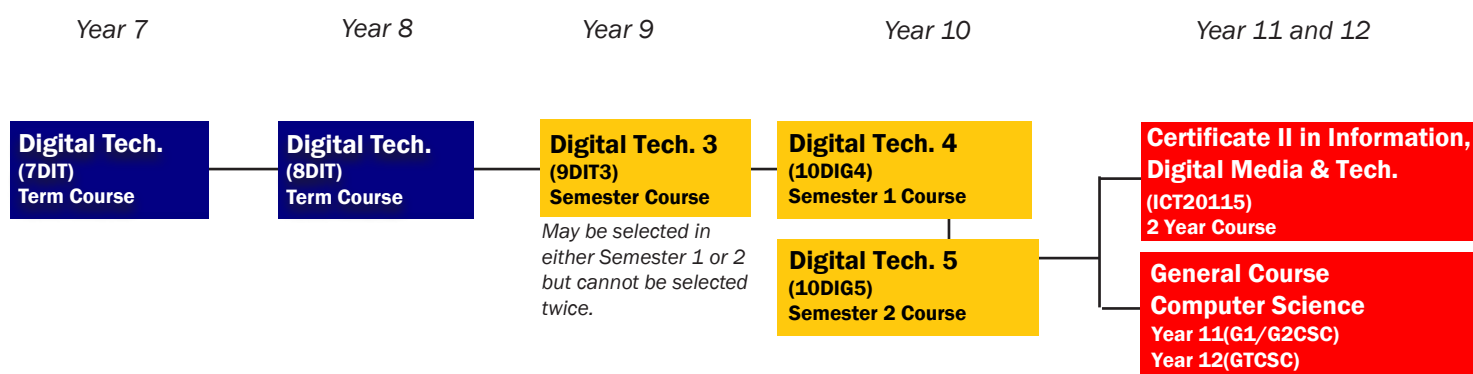 Year 7
Year 8
Year 9
Year 10
Year 11 and 12
Digital Tech.
(7DIT)
Term Course
Digital Tech.
(8DIT)
Term Course
Digital Tech. 3
(9DIT3)
Semester Course
May be selected in
either Semester 1 or 2
but cannot be selected
twice.
Digital Tech. 4
(10DIG4)
Semester 1 Course
Digital Tech. 5
(10DIG5)
Semester 2 Course
Certificate II in Information,
Digital Media & Tech.
(ICT20115)
2 Year Course
General Course
Computer Science
Year 11(G1/G2CSC)
Year 12(GTCSC)